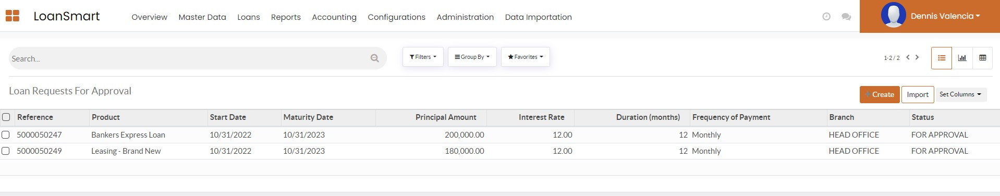 LoanSmart Overview Master Data Loans Reports Accounting Configurations Administration Data Importation Dennis Valencia
Search... Filters Group By Favorites 1-2 / 2
Loan Requests For Approval
Create Import Set Columns
Reference Product Start Date Maturity Date Principal Amount Interest Rate Duration (months) Frequency of Payment Branch Status
5000050247 Bankers Express Loan 10/31/2022 10/31/2023 200,000.00 12.00 12 Monthly HEAD OFFICE FOR APPROVAL
5000050249 Leasing - Brand New 10/31/2022 10/31/2023 180,000.00 12.00 12 Monthly HEAD OFFICE FOR APPROVAL